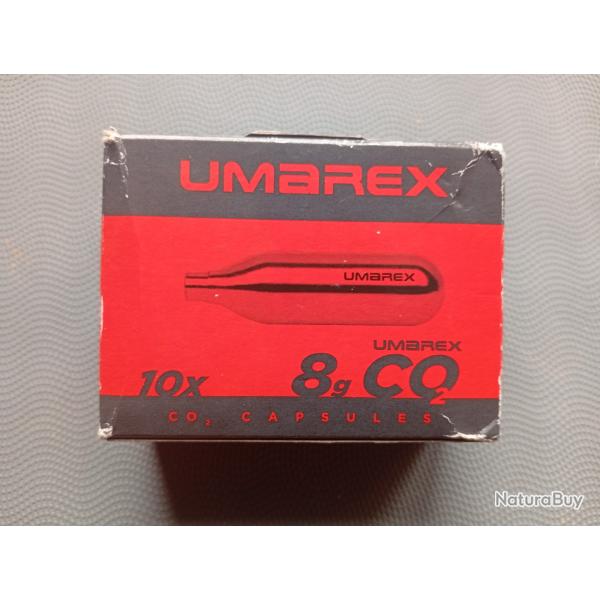 UMAREX
UMAREX
UMAREX
10x 8g CO₂
CO₂ CAPSULES
NaturaBuy